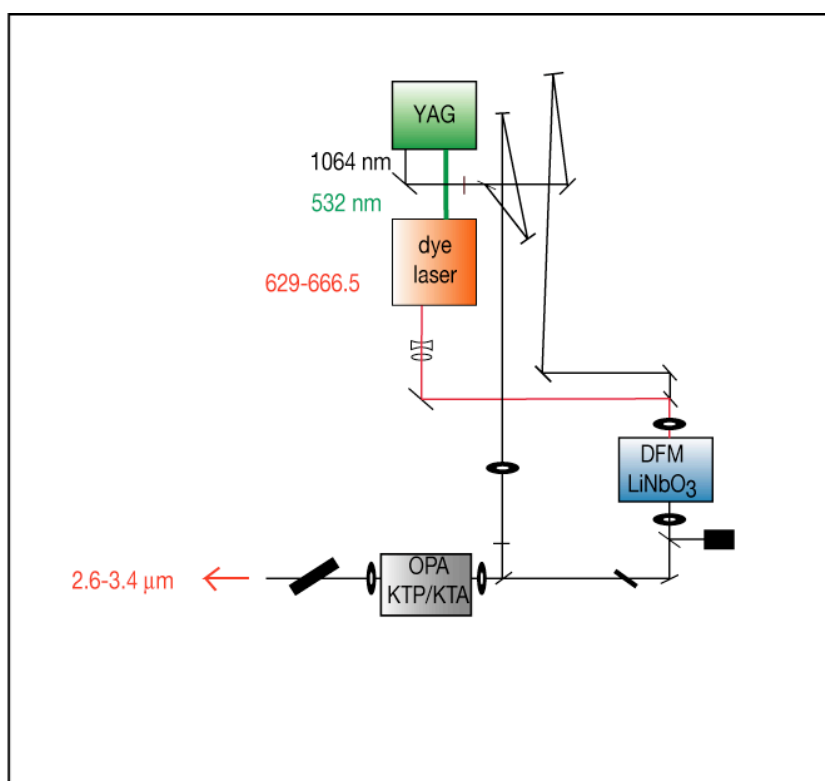 YAG
1064 nm
532 nm
dye
laser
629-666.5
DFM
LiNbO3
OPA
KTP/KTA
2.6-3.4 µm